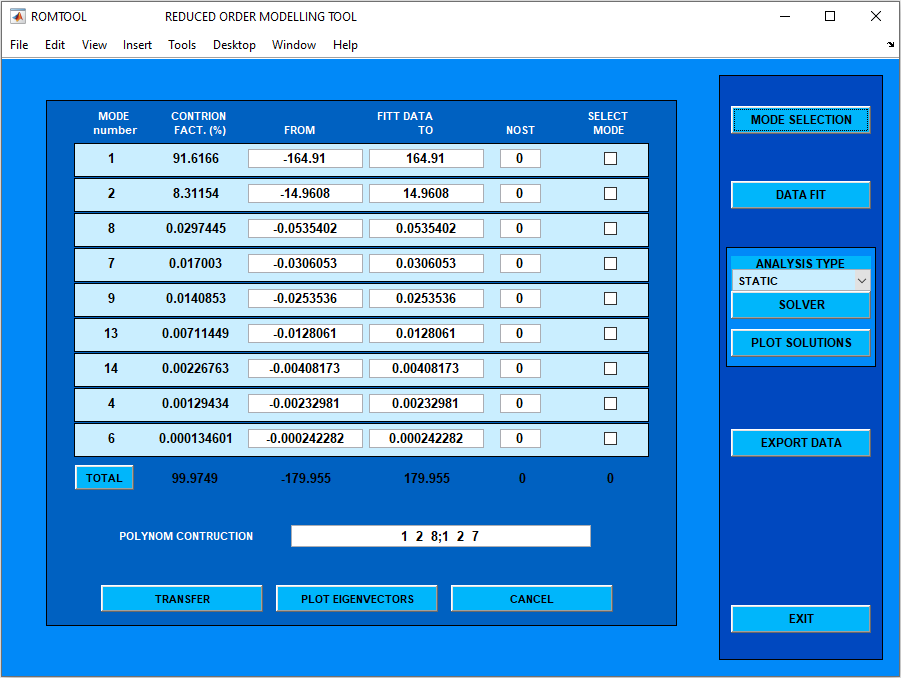 ROMTOOL REDUCED ORDER MODELLING TOOL
File Edit View Insert Tools Desktop Window Help
MODE CONTRION FITT DATA SELECT
number FACT. (%) FROM TO NOST MODE
1 91.6166 -164.91 164.91 0
2 8.31154 -14.9608 14.9608 0
8 0.0297445 -0.0535402 0.0535402 0
7 0.017003 -0.0306053 0.0306053 0
9 0.0140853 -0.0253536 0.0253536 0
13 0.00711449 -0.0128061 0.0128061 0
14 0.00226763 -0.00408173 0.00408173 0
4 0.00129434 -0.00232981 0.00232981 0
6 0.000134601 -0.000242282 0.000242282 0
TOTAL 99.9749 -179.955 179.955 0 0
POLYNOM CONTRUCTION 1 2 8;1 2 7
TRANSFER PLOT EIGENVECTORS CANCEL
MODE SELECTION
DATA FIT
ANALYSIS TYPE
STATIC
SOLVER
PLOT SOLUTIONS
EXPORT DATA
EXIT